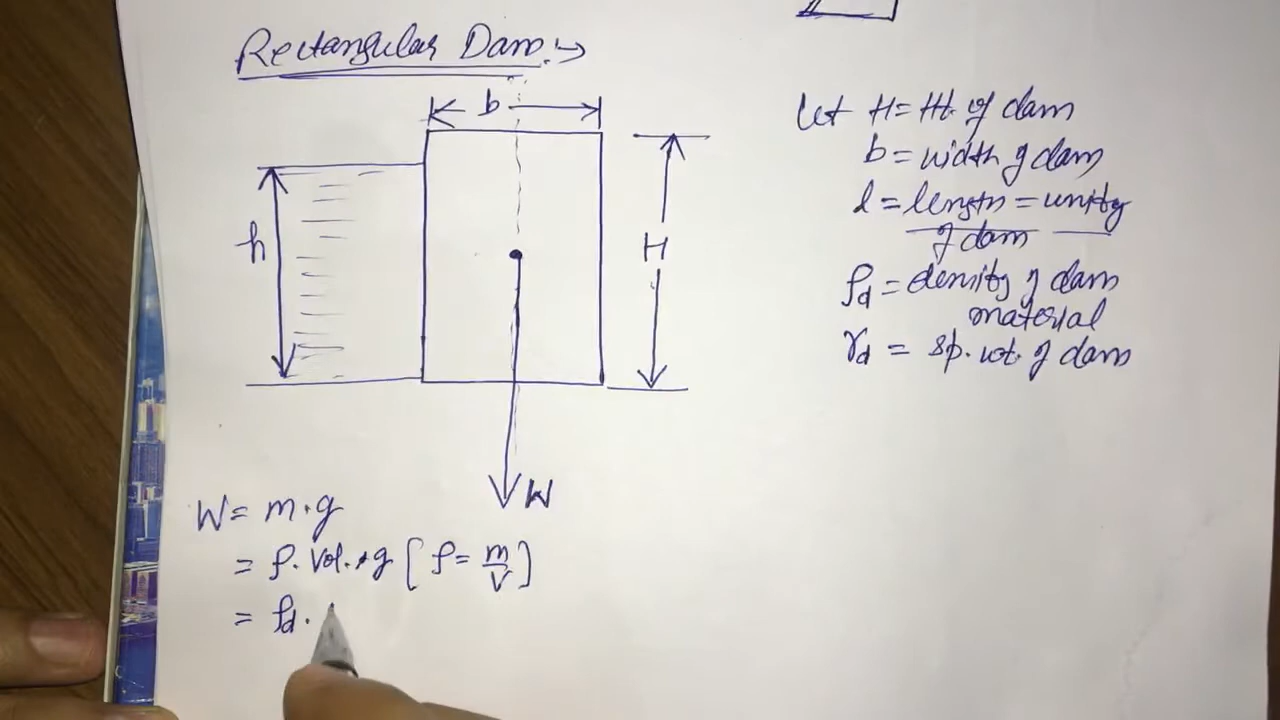 Rectangular Dam :→
b
h
H
W
let H = Ht. of dam
b = width of dam
l = length = unity
of dam
ρd = density of dam
material
γd = sp. wt. of dam
W = m.g
= ρ. Vol. × g [ρ = m/V]
= ρd.